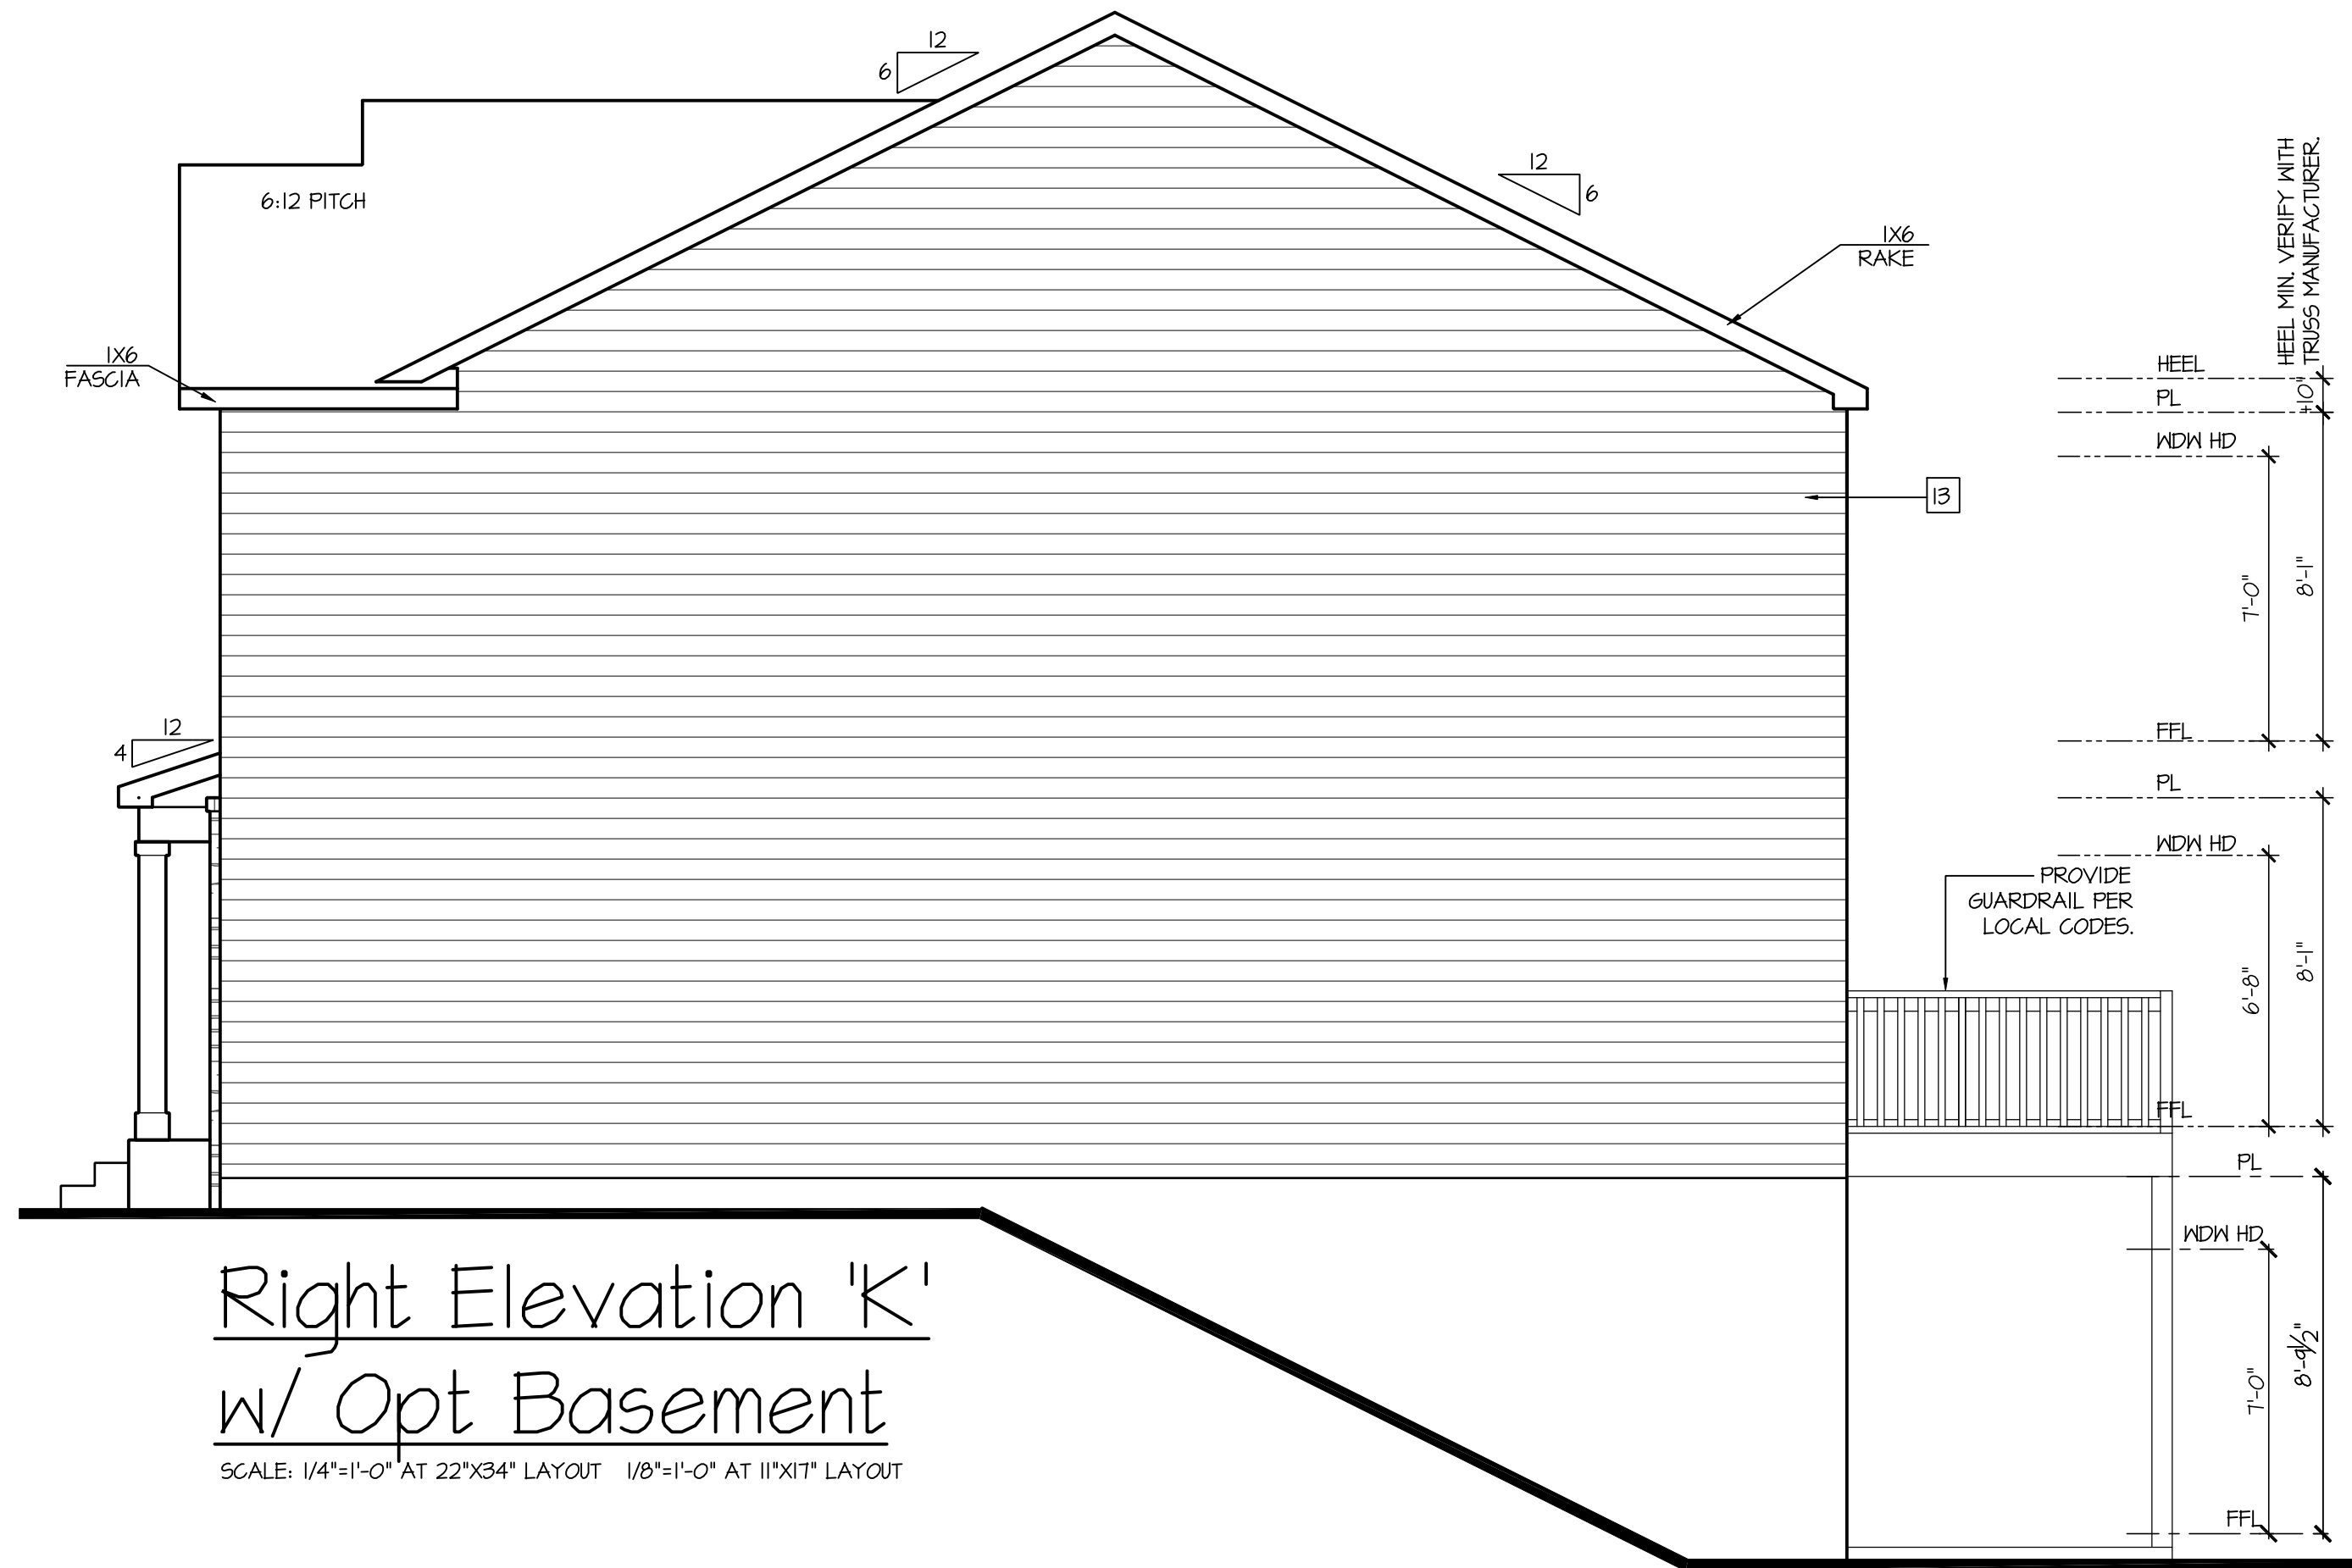 12
6
6:12 PITCH
12
6
1X6
RAKE
1X6
FASCIA
HEEL MIN. VERIFY WITH
TRUSS MANUFACTURER.
HEEL
PL
WDW HD
13
7'-0"
8'-1"
FFL
12
4
PL
WDW HD
PROVIDE
GUARDRAIL PER
LOCAL CODES.
6'-8"
8'-1"
FFL
PL
WDW HD
7'-0"
8'-9 1/2"
FFL
Right Elevation 'K'
w/ Opt Basement
SCALE: 1/4"=1'-0" AT 22"X34" LAYOUT 1/8"=1'-0" AT 11"X17" LAYOUT